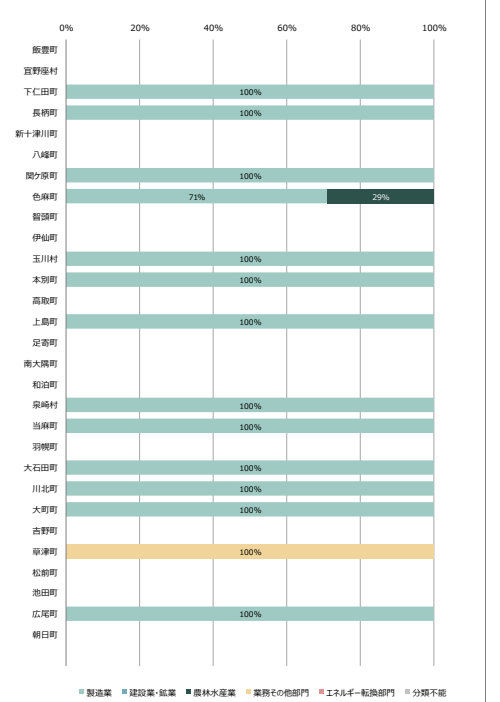 0% 20% 40% 60% 80% 100%
飯豊町
宜野座村
下仁田町 100%
長柄町 100%
新十津川町
八峰町
関ケ原町 100%
色麻町 71% 29%
智頭町
伊仙町
玉川村 100%
本別町 100%
高取町
上島町 100%
足寄町
南大隅町
和泊町
泉崎村 100%
当麻町 100%
羽幌町
大石田町 100%
川北町 100%
大町町 100%
吉野町
草津町 100%
松前町
池田町
広尾町 100%
朝日町
製造業 建設業・鉱業 農林水産業 業務その他部門 エネルギー転換部門 分類不能